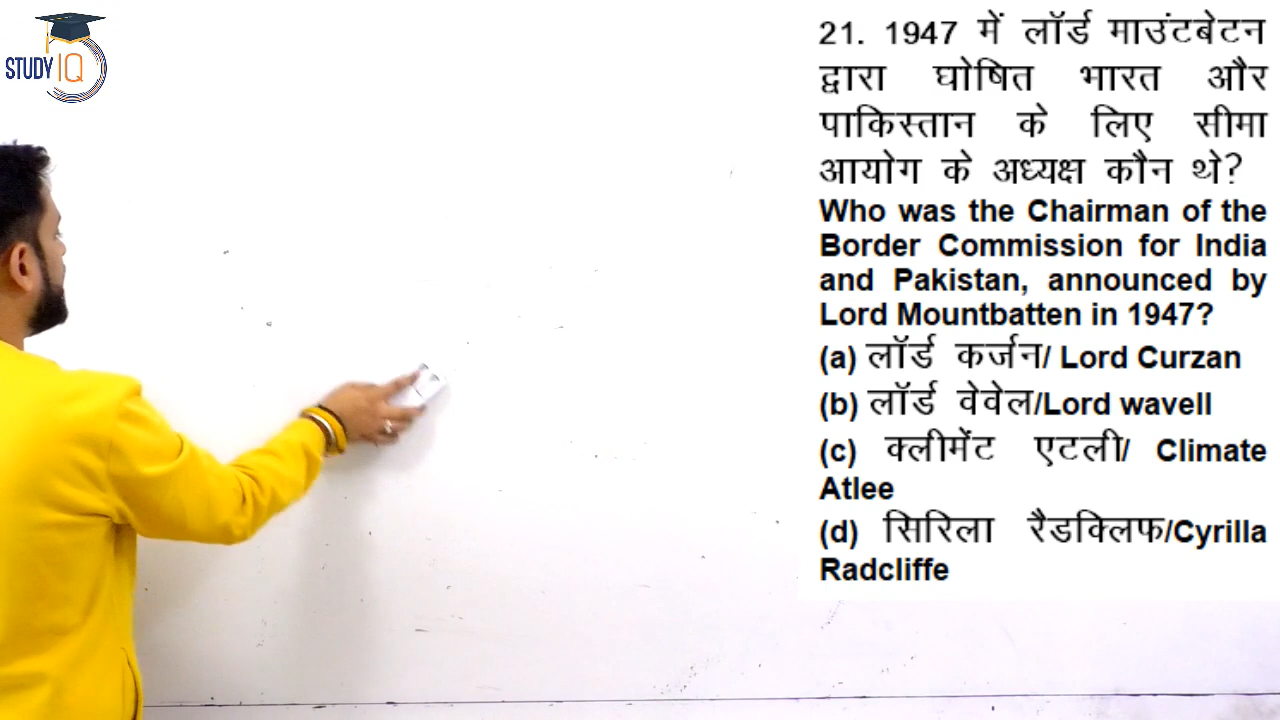 STUDY IQ
21. 1947 में लॉर्ड माउंटबेटन
द्वारा घोषित भारत और
पाकिस्तान के लिए सीमा
आयोग के अध्यक्ष कौन थे?
Who was the Chairman of the
Border Commission for India
and Pakistan, announced by
Lord Mountbatten in 1947?
(a) लॉर्ड कर्जन/ Lord Curzan
(b) लॉर्ड वेवेल/Lord wavell
(c) क्लीमेंट एटली/ Climate
Atlee
(d) सिरिला रैडक्लिफ/Cyrilla
Radcliffe